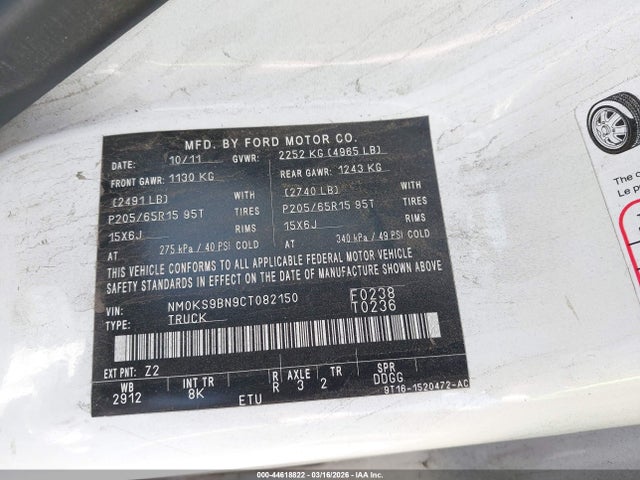 MFD. BY FORD MOTOR CO.
DATE: 10/11 GVWR: 2252 KG (4965 LB)
FRONT GAWR: 1130 KG REAR GAWR: 1243 KG
(2491 LB) WITH (2740 LB) WITH
P205/65R15 95T TIRES P205/65R15 95T TIRES
15X6J RIMS 15X6J RIMS
AT 275 kPa/40 PSI COLD AT 340 kPa/49 PSI COLD
THIS VEHICLE CONFORMS TO ALL APPLICABLE FEDERAL MOTOR VEHICLE
SAFETY STANDARDS IN EFFECT ON THE DATE OF MANUFACTURE SHOWN ABOVE.
VIN: NM0KS9BN9CT082150 F0238
TYPE: TRUCK T0236
EXT PNT: Z2
WB INT TR R AXLE TR SPR
2912 8K R 3 2 DDGG
ETU 9T16-1520472-AC
The
Le p
000-44618822 - 03/16/2026 - IAAI, Inc.